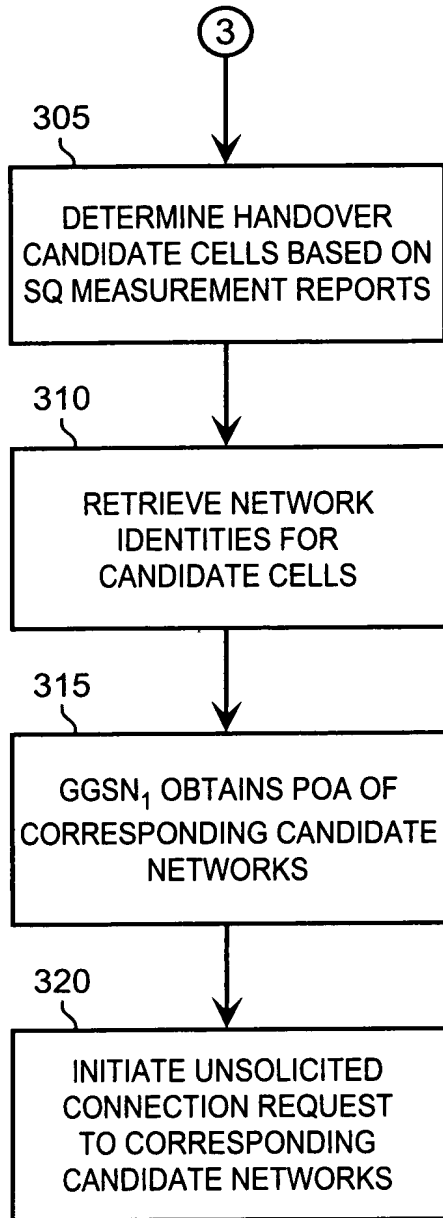 3
305
DETERMINE HANDOVER
CANDIDATE CELLS BASED ON
SQ MEASUREMENT REPORTS
310
RETRIEVE NETWORK
IDENTITIES FOR
CANDIDATE CELLS
315
GGSN₁ OBTAINS POA OF
CORRESPONDING CANDIDATE
NETWORKS
320
INITIATE UNSOLICITED
CONNECTION REQUEST
TO CORRESPONDING
CANDIDATE NETWORKS